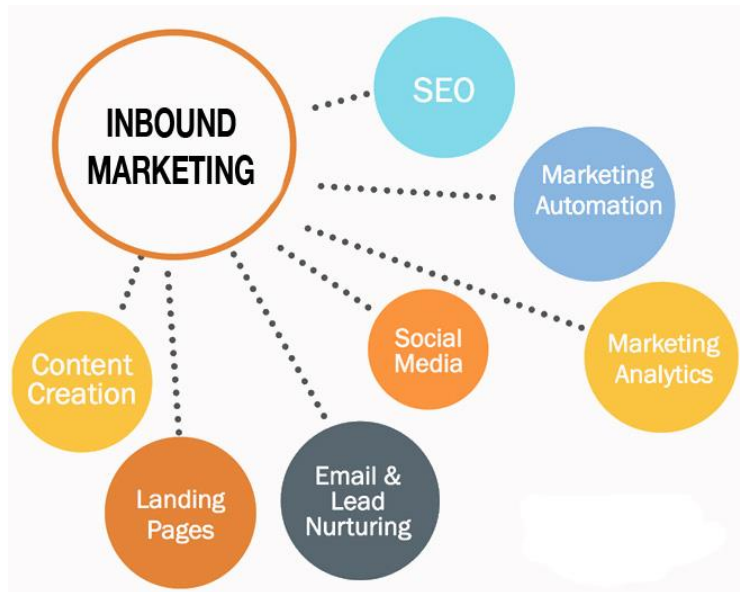 INBOUND
MARKETING
SEO
Marketing
Automation
Marketing
Analytics
Social
Media
Email &
Lead
Nurturing
Landing
Pages
Content
Creation